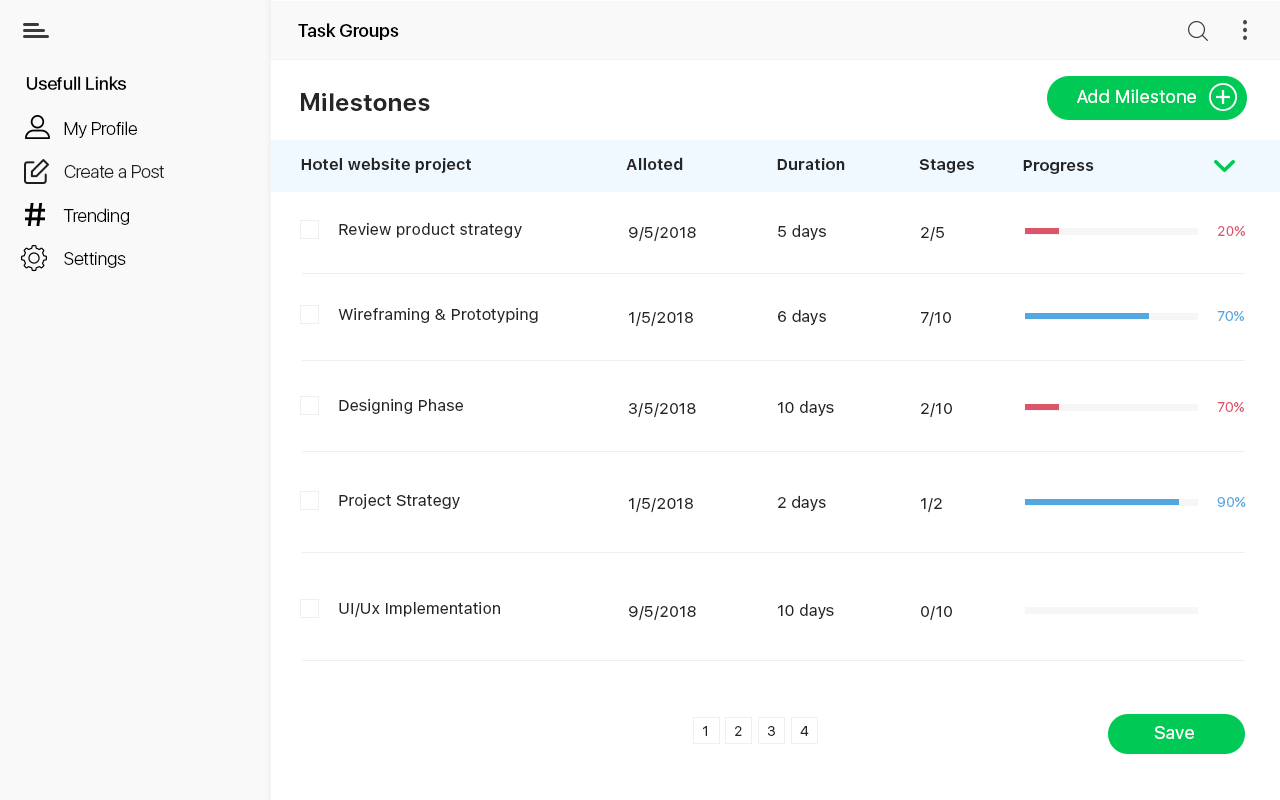 Task Groups
Usefull Links
My Profile
Create a Post
Trending
Settings
Milestones
Add Milestone
Hotel website project Alloted Duration Stages Progress
Review product strategy 9/5/2018 5 days 2/5 20%
Wireframing & Prototyping 1/5/2018 6 days 7/10 70%
Designing Phase 3/5/2018 10 days 2/10 70%
Project Strategy 1/5/2018 2 days 1/2 90%
UI/Ux Implementation 9/5/2018 10 days 0/10
1 2 3 4
Save